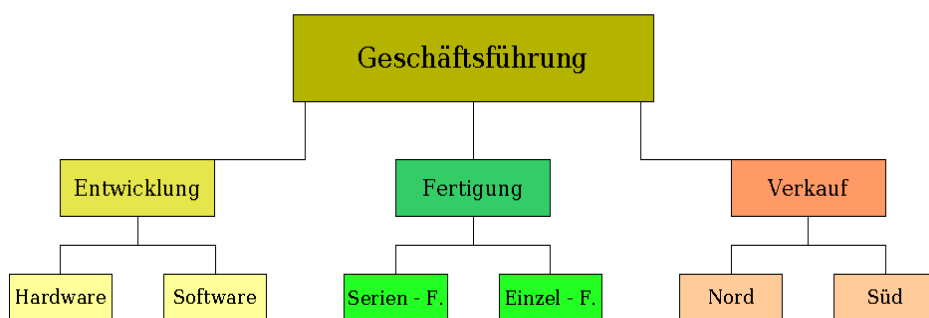 Geschäftsführung
Entwicklung
Fertigung
Verkauf
Hardware
Software
Serien - F.
Einzel - F.
Nord
Süd